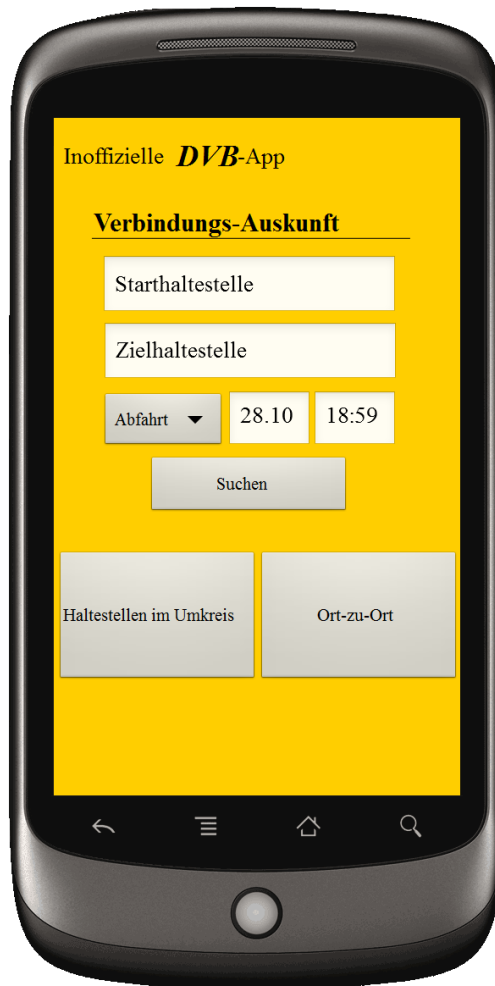 Inoffizielle DVB-App
Verbindungs-Auskunft
Starthaltestelle
Zielhaltestelle
Abfahrt 28.10 18:59
Suchen
Haltestellen im Umkreis Ort-zu-Ort